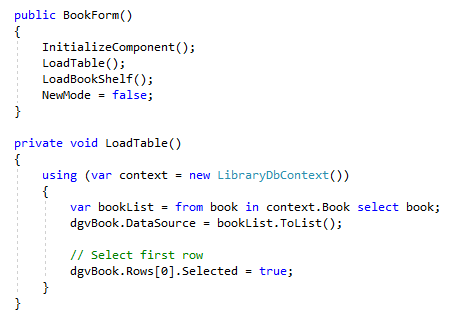 public BookForm()
{
    InitializeComponent();
    LoadTable();
    LoadBookShelf();
    NewMode = false;
}

private void LoadTable()
{
    using (var context = new LibraryDbContext())
    {
        var bookList = from book in context.Book select book;
        dgvBook.DataSource = bookList.ToList();

        // Select first row
        dgvBook.Rows[0].Selected = true;
    }
}